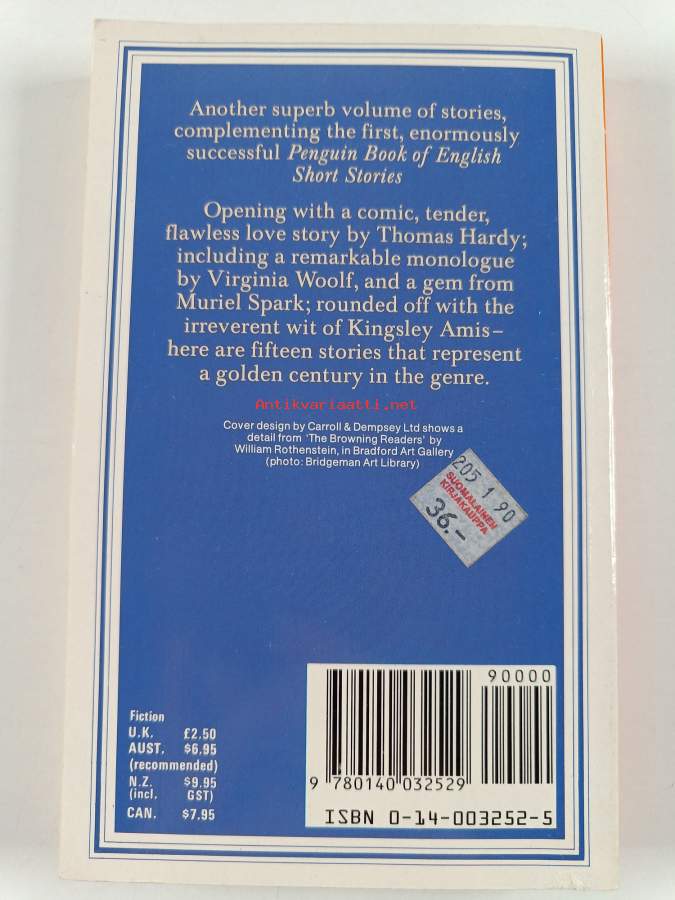 Another superb volume of stories,
complementing the first, enormously
successful Penguin Book of English
Short Stories
Opening with a comic, tender,
flawless love story by Thomas Hardy;
including a remarkable monologue
by Virginia Woolf, and a gem from
Muriel Spark; rounded off with the
irreverent wit of Kingsley Amis–
here are fifteen stories that represent
a golden century in the genre.
Antikvariaatti.net
Cover design by Carroll & Dempsey Ltd shows a
detail from 'The Browning Readers' by
William Rothenstein, in Bradford Art Gallery
(photo: Bridgeman Art Library)
205 1 90
SUOMALAINEN
KIRJAKAUPPA
36.–
Fiction
U.K. £2.50
AUST. $6.95
(recommended)
N.Z. $9.95
(incl. GST)
CAN. $7.95
90000
9 780140 032529
ISBN 0-14-003252-5